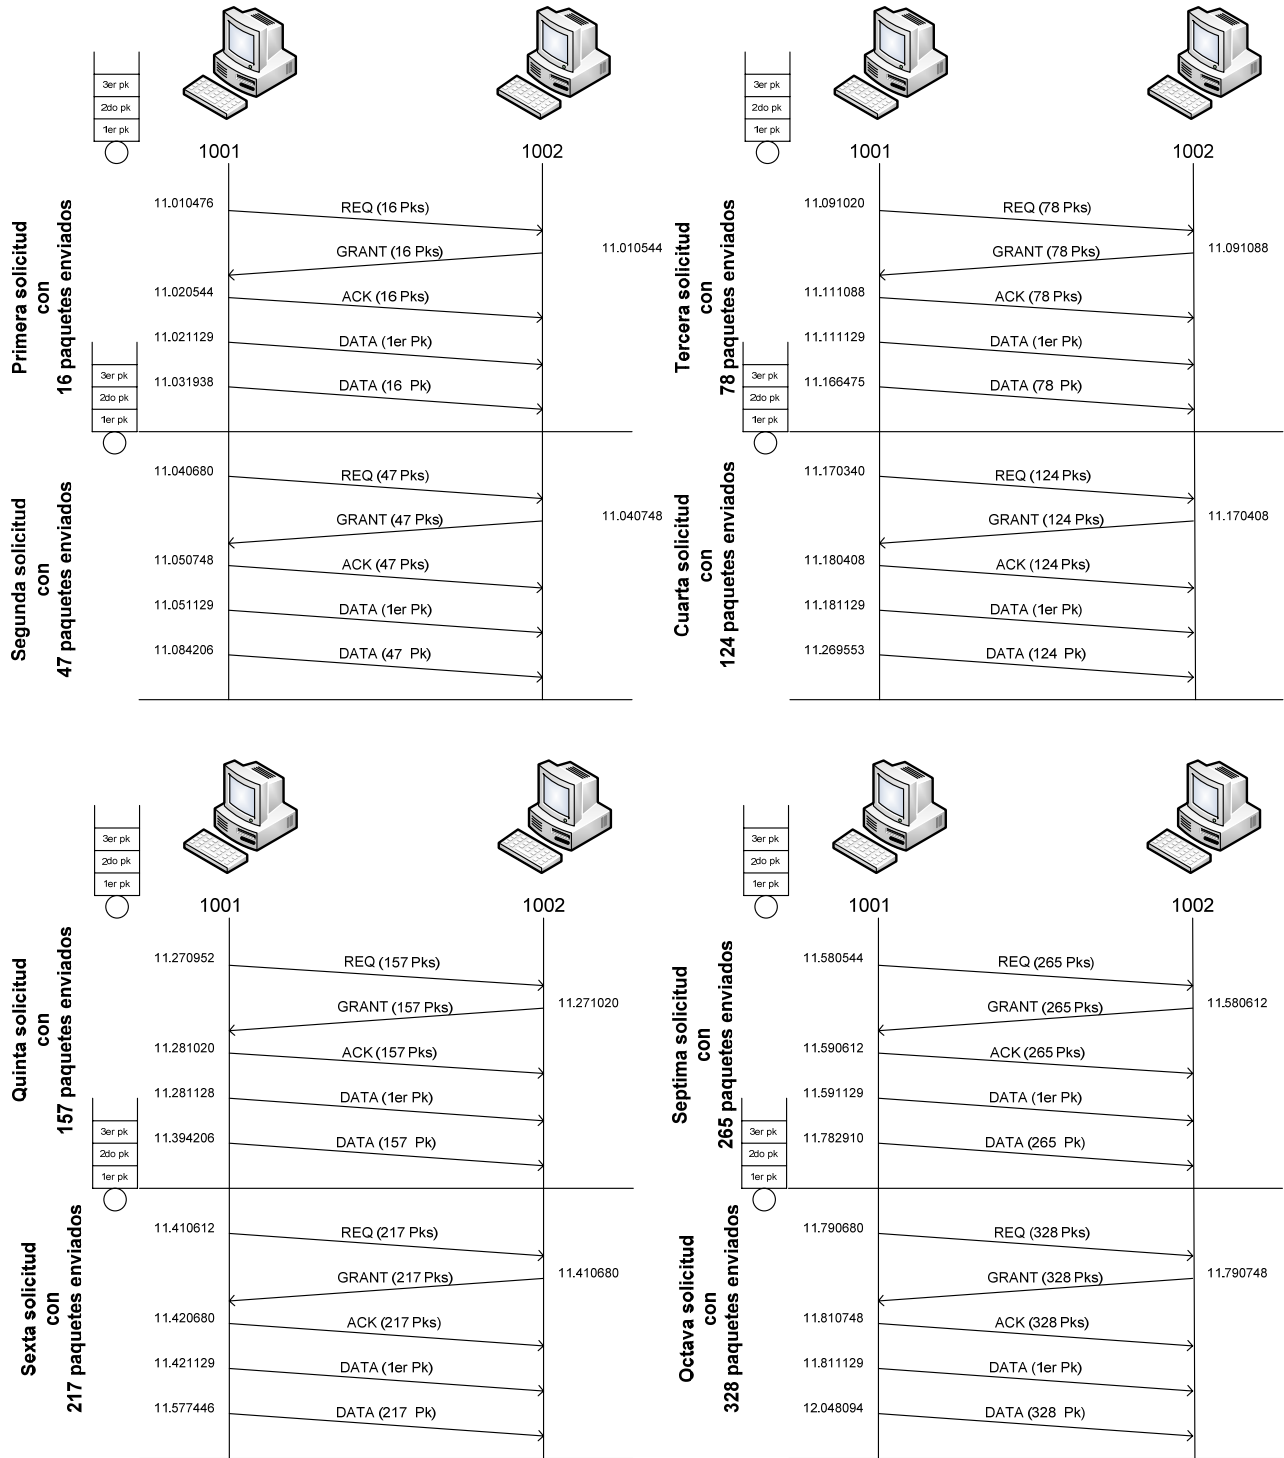 3er pk
2do pk
1er pk
1001
1002
Primera solicitud
con
16 paquetes enviados
11.010476
REQ (16 Pks)
GRANT (16 Pks)
11.010544
11.020544
ACK (16 Pks)
11.021129
DATA (1er Pk)
11.031938
DATA (16 Pk)
3er pk
2do pk
1er pk
Segunda solicitud
con
47 paquetes enviados
11.040680
REQ (47 Pks)
GRANT (47 Pks)
11.040748
11.050748
ACK (47 Pks)
11.051129
DATA (1er Pk)
11.084206
DATA (47 Pk)
3er pk
2do pk
1er pk
1001
1002
Tercera solicitud
con
78 paquetes enviados
11.091020
REQ (78 Pks)
GRANT (78 Pks)
11.091088
11.111088
ACK (78 Pks)
11.111129
DATA (1er Pk)
11.166475
DATA (78 Pk)
3er pk
2do pk
1er pk
Cuarta solicitud
con
124 paquetes enviados
11.170340
REQ (124 Pks)
GRANT (124 Pks)
11.170408
11.180408
ACK (124 Pks)
11.181129
DATA (1er Pk)
11.269553
DATA (124 Pk)
3er pk
2do pk
1er pk
1001
1002
Quinta solicitud
con
157 paquetes enviados
11.270952
REQ (157 Pks)
GRANT (157 Pks)
11.271020
11.281020
ACK (157 Pks)
11.281128
DATA (1er Pk)
11.394206
DATA (157 Pk)
3er pk
2do pk
1er pk
Sexta solicitud
con
217 paquetes enviados
11.410612
REQ (217 Pks)
GRANT (217 Pks)
11.410680
11.420680
ACK (217 Pks)
11.421129
DATA (1er Pk)
11.577446
DATA (217 Pk)
3er pk
2do pk
1er pk
1001
1002
Septima solicitud
con
265 paquetes enviados
11.580544
REQ (265 Pks)
GRANT (265 Pks)
11.580612
11.590612
ACK (265 Pks)
11.591129
DATA (1er Pk)
11.782910
DATA (265 Pk)
3er pk
2do pk
1er pk
Octava solicitud
con
328 paquetes enviados
11.790680
REQ (328 Pks)
GRANT (328 Pks)
11.790748
11.810748
ACK (328 Pks)
11.811129
DATA (1er Pk)
12.048094
DATA (328 Pk)